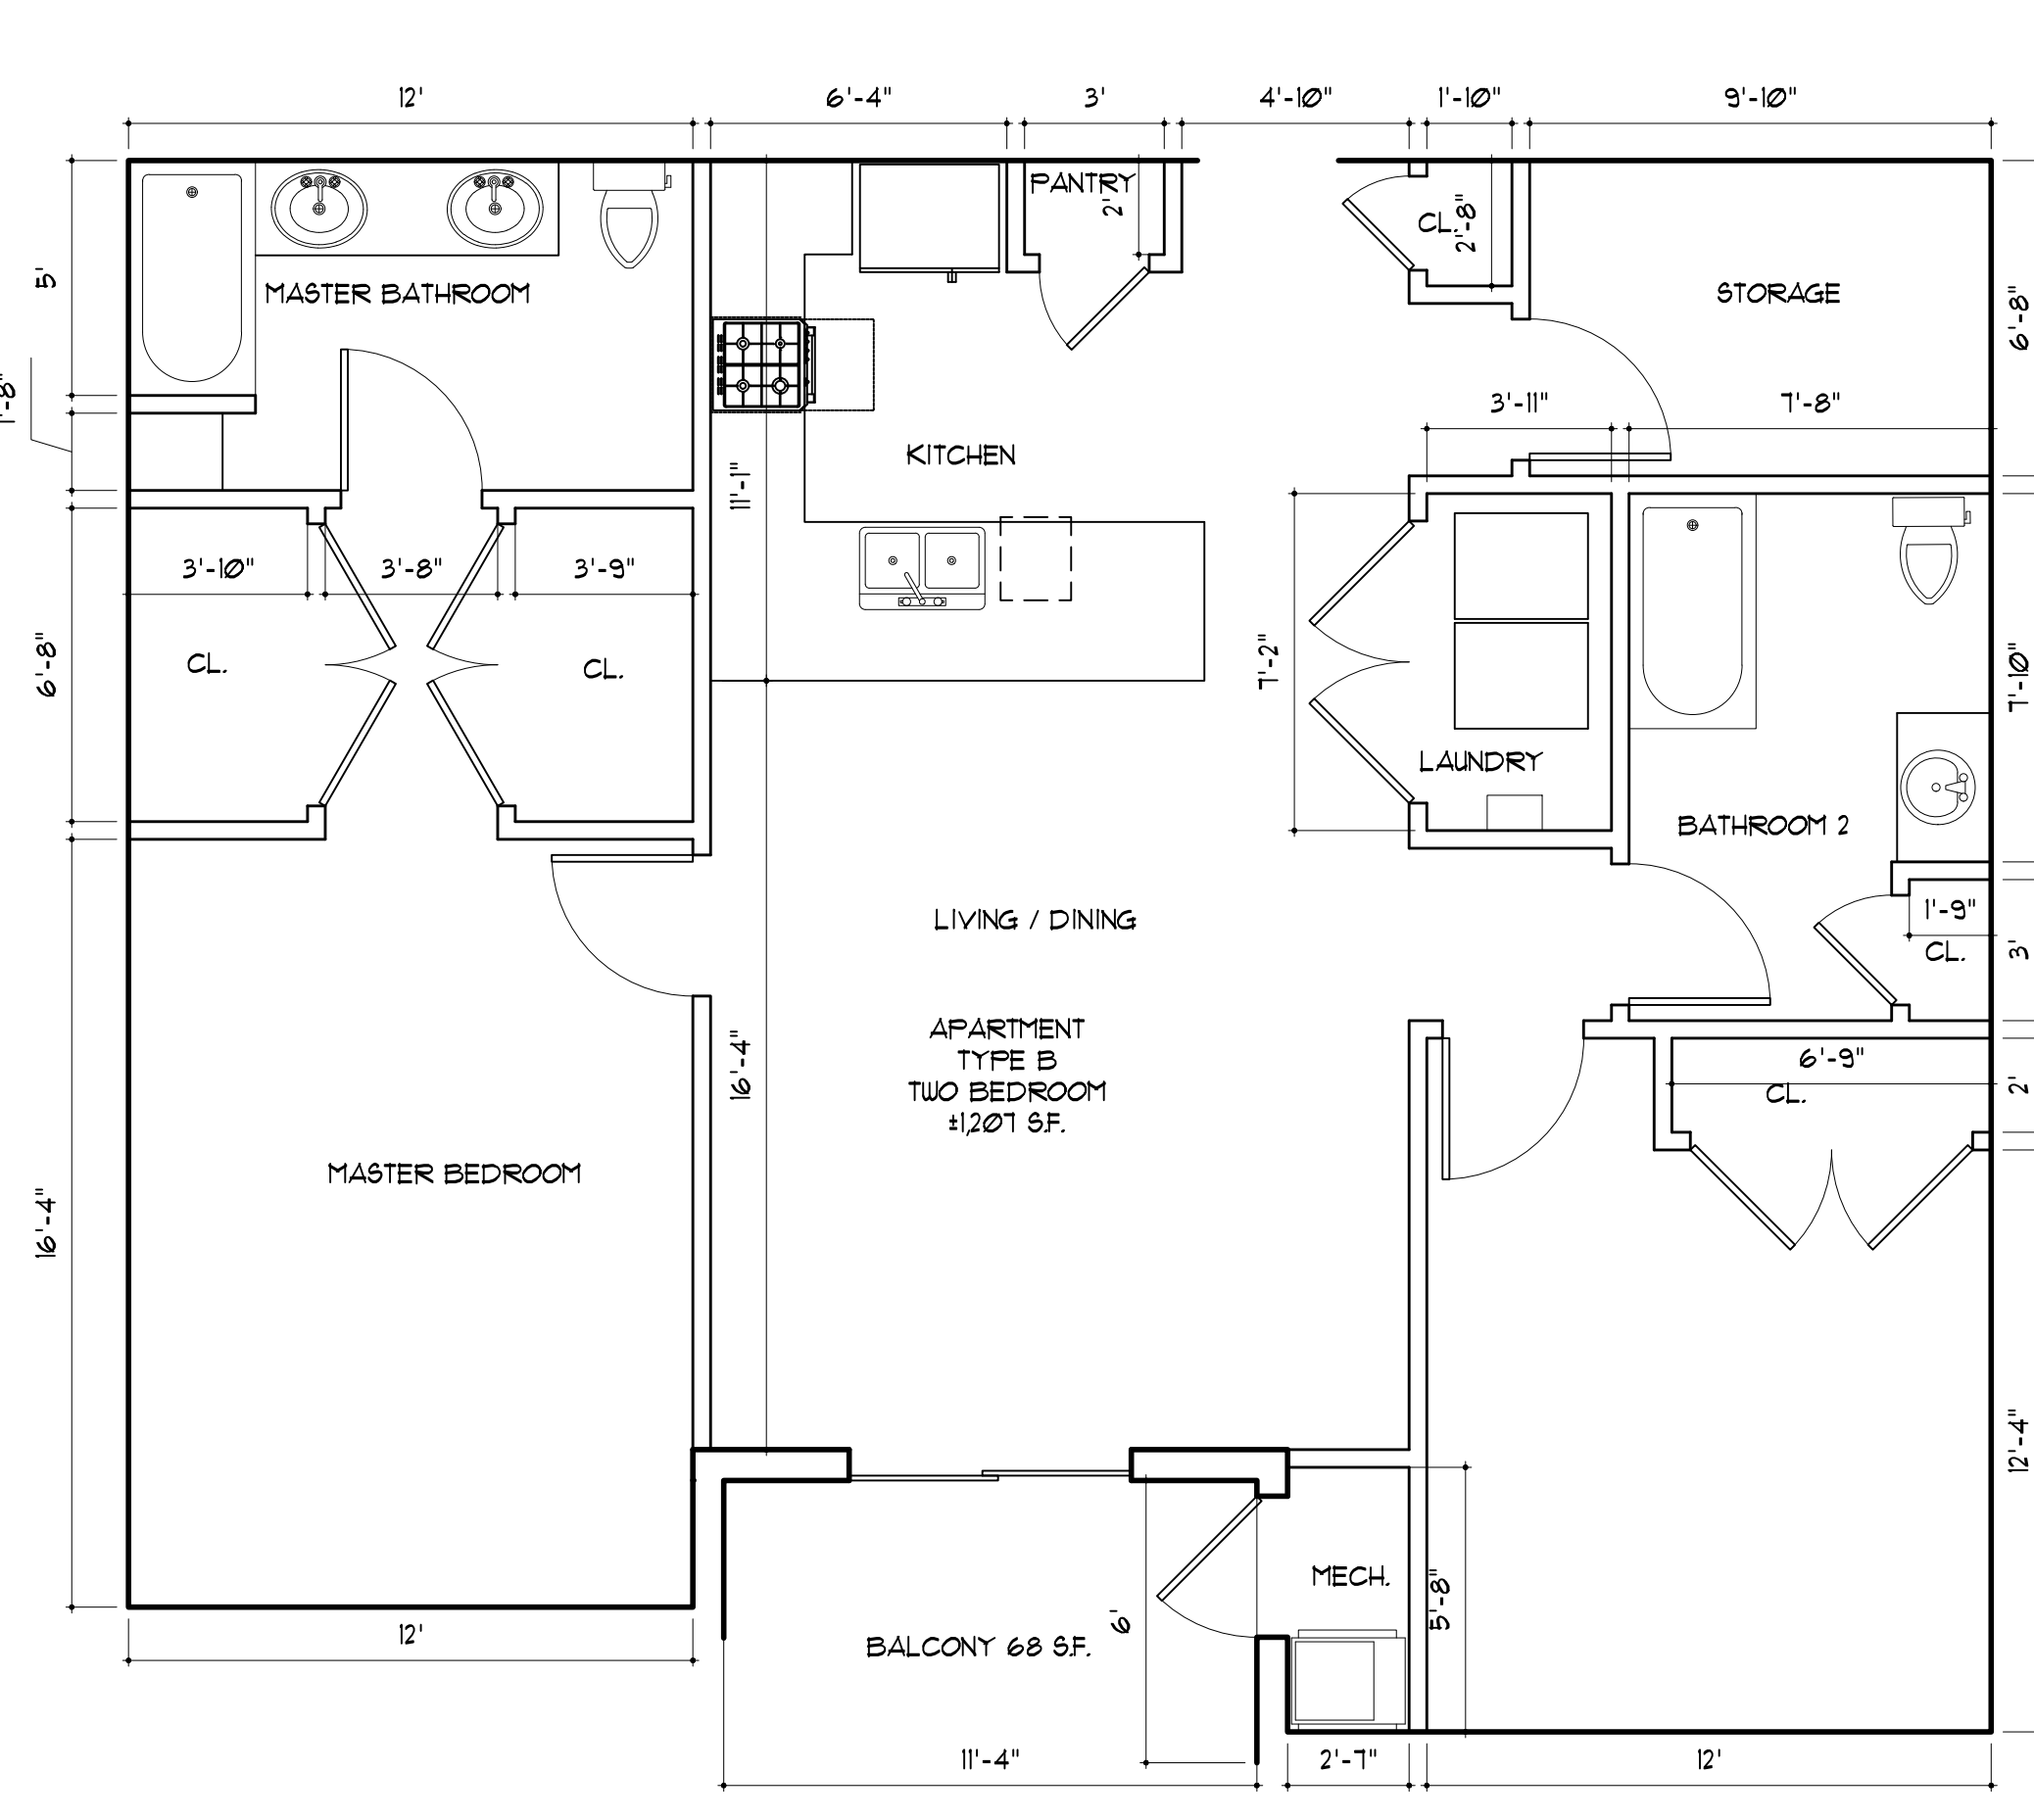 12'
6'-4"
3'
4'-10"
1'-10"
9'-10"
PANTRY
2'
CL.
2'-8"
5'
MASTER BATHROOM
STORAGE
6'-8"
1'-8"
3'-11"
7'-8"
KITCHEN
11'-1"
3'-10"
3'-8"
3'-9"
CL.
CL.
6'-8"
7'-2"
7'-10"
LAUNDRY
BATHROOM 2
LIVING / DINING
1'-9"
CL.
3'
APARTMENT
TYPE B
TWO BEDROOM
±1,207 S.F.
16'-4"
6'-9"
CL.
2'
MASTER BEDROOM
16'-4"
12'-4"
MECH.
5'-8"
12'
6'
BALCONY 68 S.F.
11'-4"
2'-7"
12'